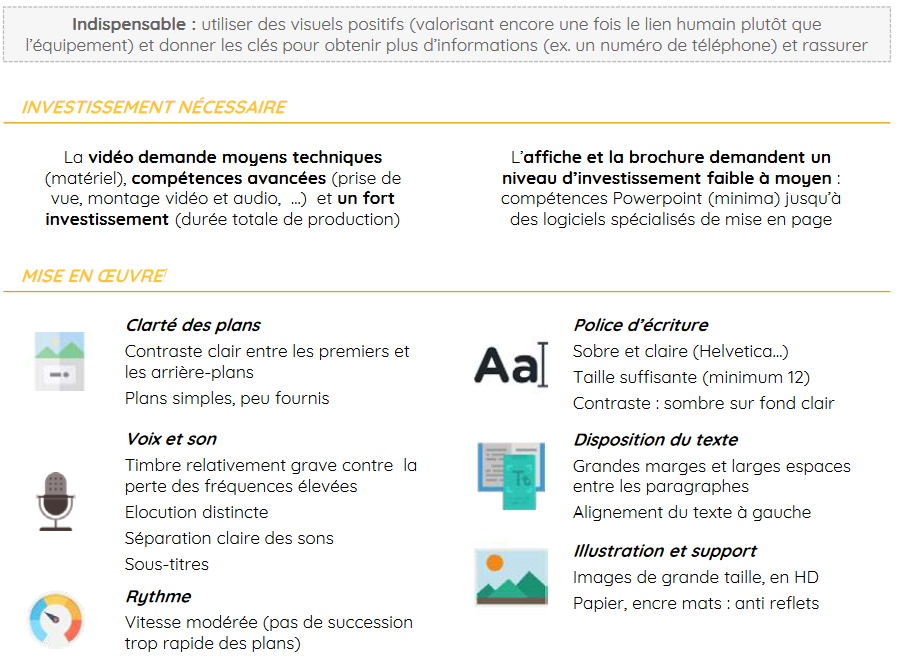 Indispensable : utiliser des visuels positifs (valorisant encore une fois le lien humain plutôt que
l’équipement) et donner les clés pour obtenir plus d’informations (ex. un numéro de téléphone) et rassurer
INVESTISSEMENT NÉCESSAIRE
La vidéo demande moyens techniques
(matériel), compétences avancées (prise de
vue, montage vidéo et audio, …) et un fort
investissement (durée totale de production)
L’affiche et la brochure demandent un
niveau d’investissement faible à moyen :
compétences Powerpoint (minima) jusqu’à
des logiciels spécialisés de mise en page
MISE EN ŒUVRE¹
Clarté des plans
Contraste clair entre les premiers et
les arrière-plans
Plans simples, peu fournis
Voix et son
Timbre relativement grave contre la
perte des fréquences élevées
Elocution distincte
Séparation claire des sons
Sous-titres
Rythme
Vitesse modérée (pas de succession
trop rapide des plans)
Aa
Police d’écriture
Sobre et claire (Helvetica…)
Taille suffisante (minimum 12)
Contraste : sombre sur fond clair
Tt
Disposition du texte
Grandes marges et larges espaces
entre les paragraphes
Alignement du texte à gauche
Illustration et support
Images de grande taille, en HD
Papier, encre mats : anti reflets